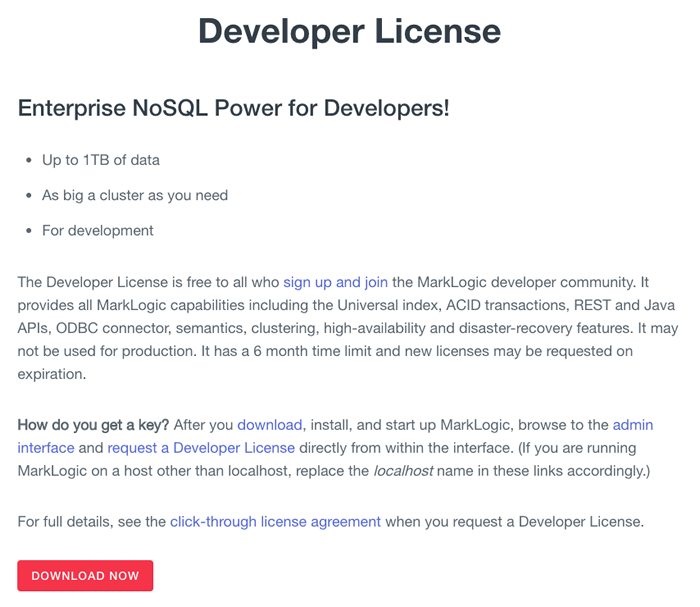 Developer License
Enterprise NoSQL Power for Developers!
• Up to 1TB of data
• As big a cluster as you need
• For development
The Developer License is free to all who sign up and join the MarkLogic developer community. It
provides all MarkLogic capabilities including the Universal index, ACID transactions, REST and Java
APIs, ODBC connector, semantics, clustering, high-availability and disaster-recovery features. It may
not be used for production. It has a 6 month time limit and new licenses may be requested on
expiration.
How do you get a key? After you download, install, and start up MarkLogic, browse to the admin
interface and request a Developer License directly from within the interface. (If you are running
MarkLogic on a host other than localhost, replace the localhost name in these links accordingly.)
For full details, see the click-through license agreement when you request a Developer License.
DOWNLOAD NOW